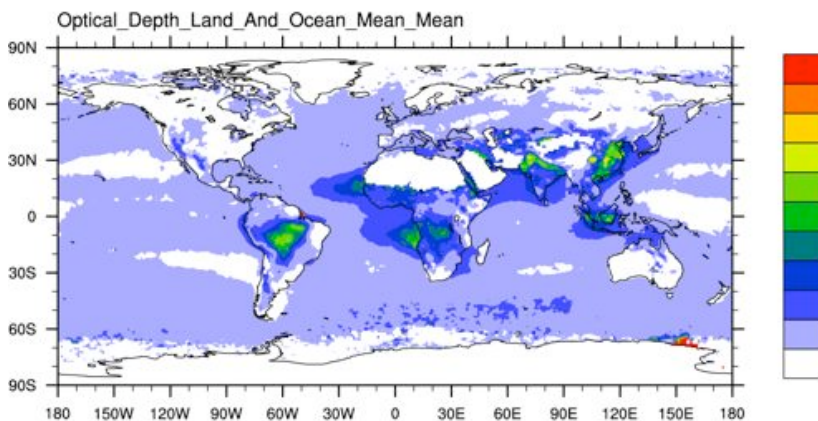 Optical_Depth_Land_And_Ocean_Mean_Mean
90N
60N
30N
0
30S
60S
90S
180 150W 120W 90W 60W 30W 0 30E 60E 90E 120E 150E 180